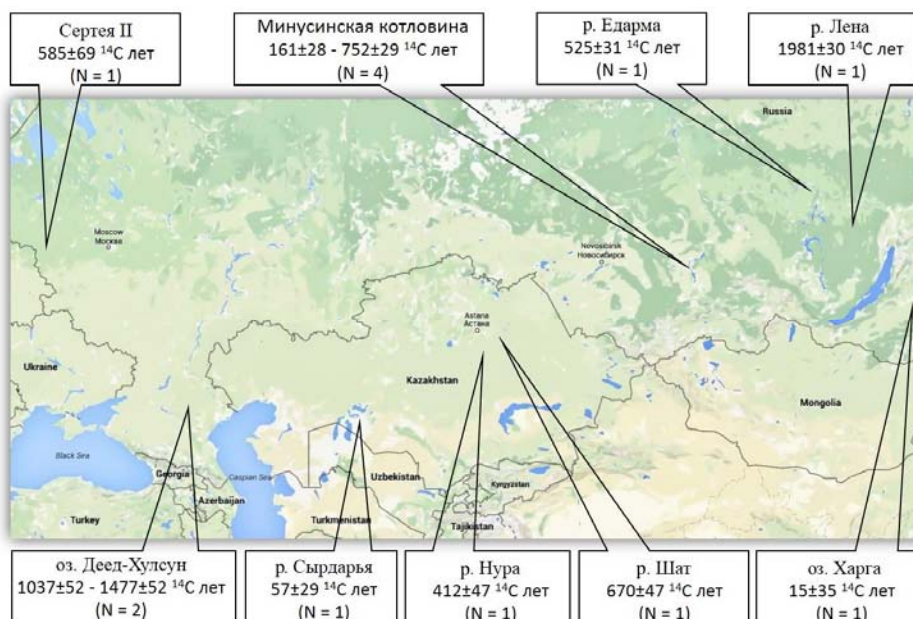 Сертея II
585±69 ¹⁴C лет
(N = 1)
Минусинская котловина
161±28 - 752±29 ¹⁴C лет
(N = 4)
р. Едарма
525±31 ¹⁴C лет
(N = 1)
р. Лена
1981±30 ¹⁴C лет
(N = 1)
Russia
Moscow
Москва
Novosibirsk
Новосибирск
Astana
Астана
Ukraine
Kazakhstan
Mongolia
Black Sea
Georgia
Caspian Sea
Uzbekistan
Kyrgyzstan
Azerbaijan
Turkey
Turkmenistan
Tajikistan
оз. Деед-Хулсун
1037±52 - 1477±52 ¹⁴C лет
(N = 2)
р. Сырдарья
57±29 ¹⁴C лет
(N = 1)
р. Нура
412±47 ¹⁴C лет
(N = 1)
р. Шат
670±47 ¹⁴C лет
(N = 1)
оз. Харга
15±35 ¹⁴C лет
(N = 1)